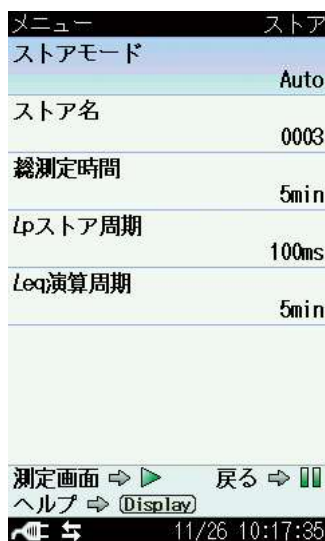 メニュー ストア
ストアモード
Auto
ストア名
0003
総測定時間
5min
Lpストア周期
100ms
Leq演算周期
5min
測定画面 ⇨ ▷ 戻る ⇨ ▯▯
ヘルプ ⇨ (Display)
11/26 10:17:35